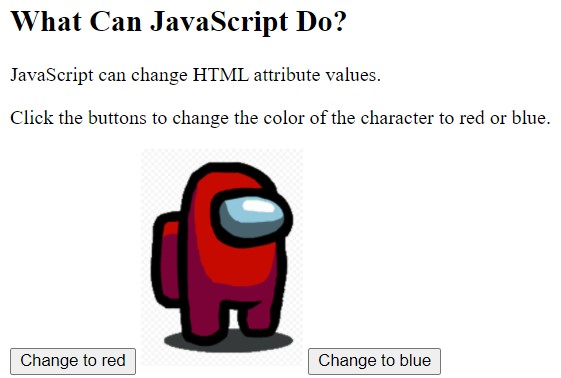 What Can JavaScript Do?
JavaScript can change HTML attribute values.
Click the buttons to change the color of the character to red or blue.
Change to red
Change to blue